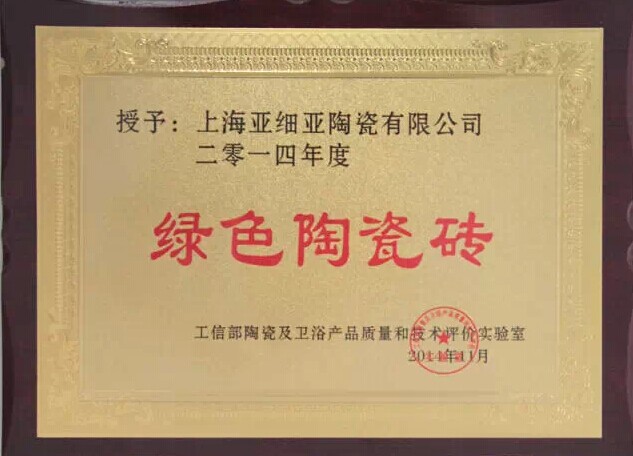 授予：上海亚细亚陶瓷有限公司
二零一四年度
绿色陶瓷砖
工信部陶瓷及卫浴产品质量和技术评价实验室
2014年11月